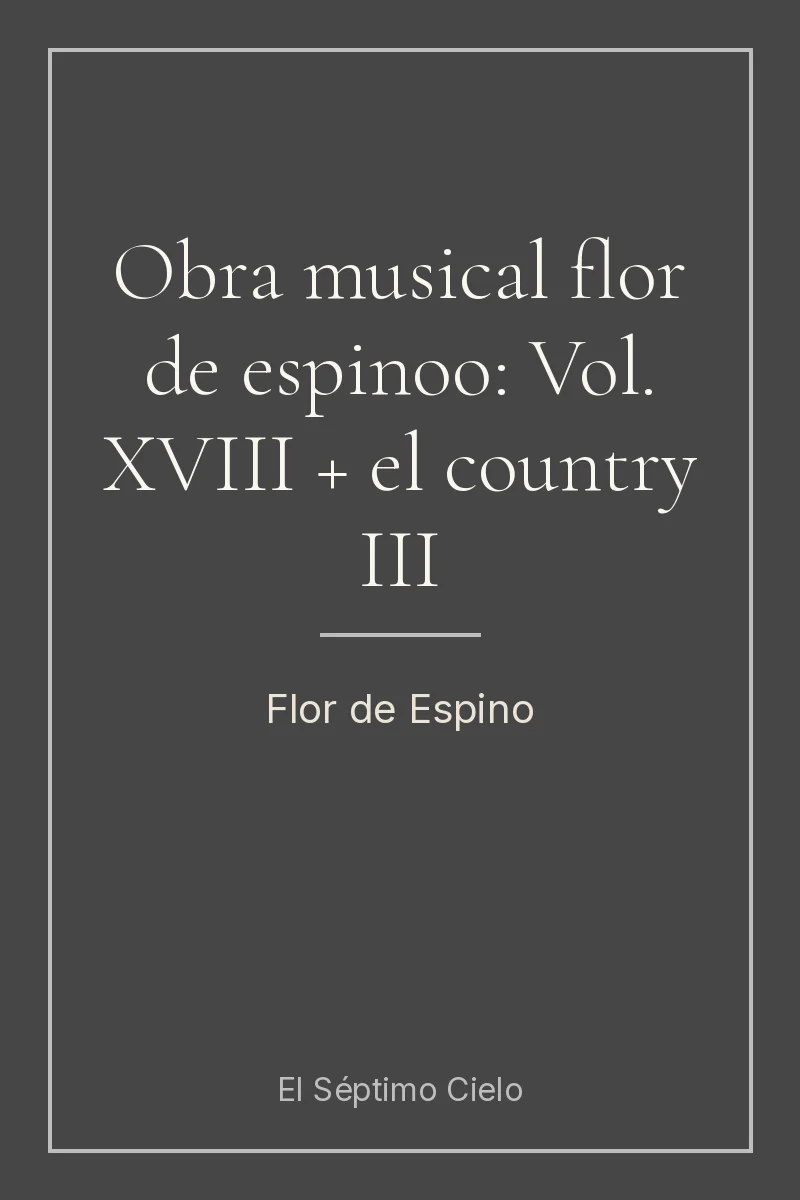 Obra musical flor
de espinoo: Vol.
XVIII + el country
III
Flor de Espino
El Séptimo Cielo